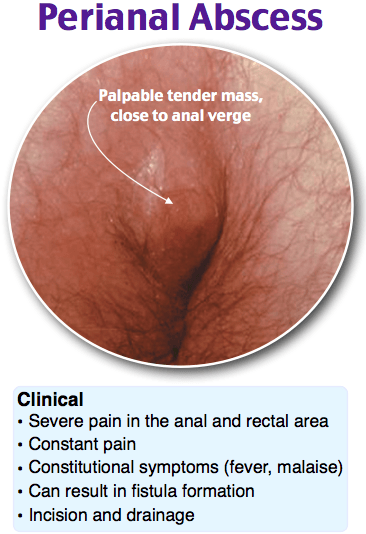 Perianal Abscess
Palpable tender mass,
close to anal verge
Clinical
• Severe pain in the anal and rectal area
• Constant pain
• Constitutional symptoms (fever, malaise)
• Can result in fistula formation
• Incision and drainage